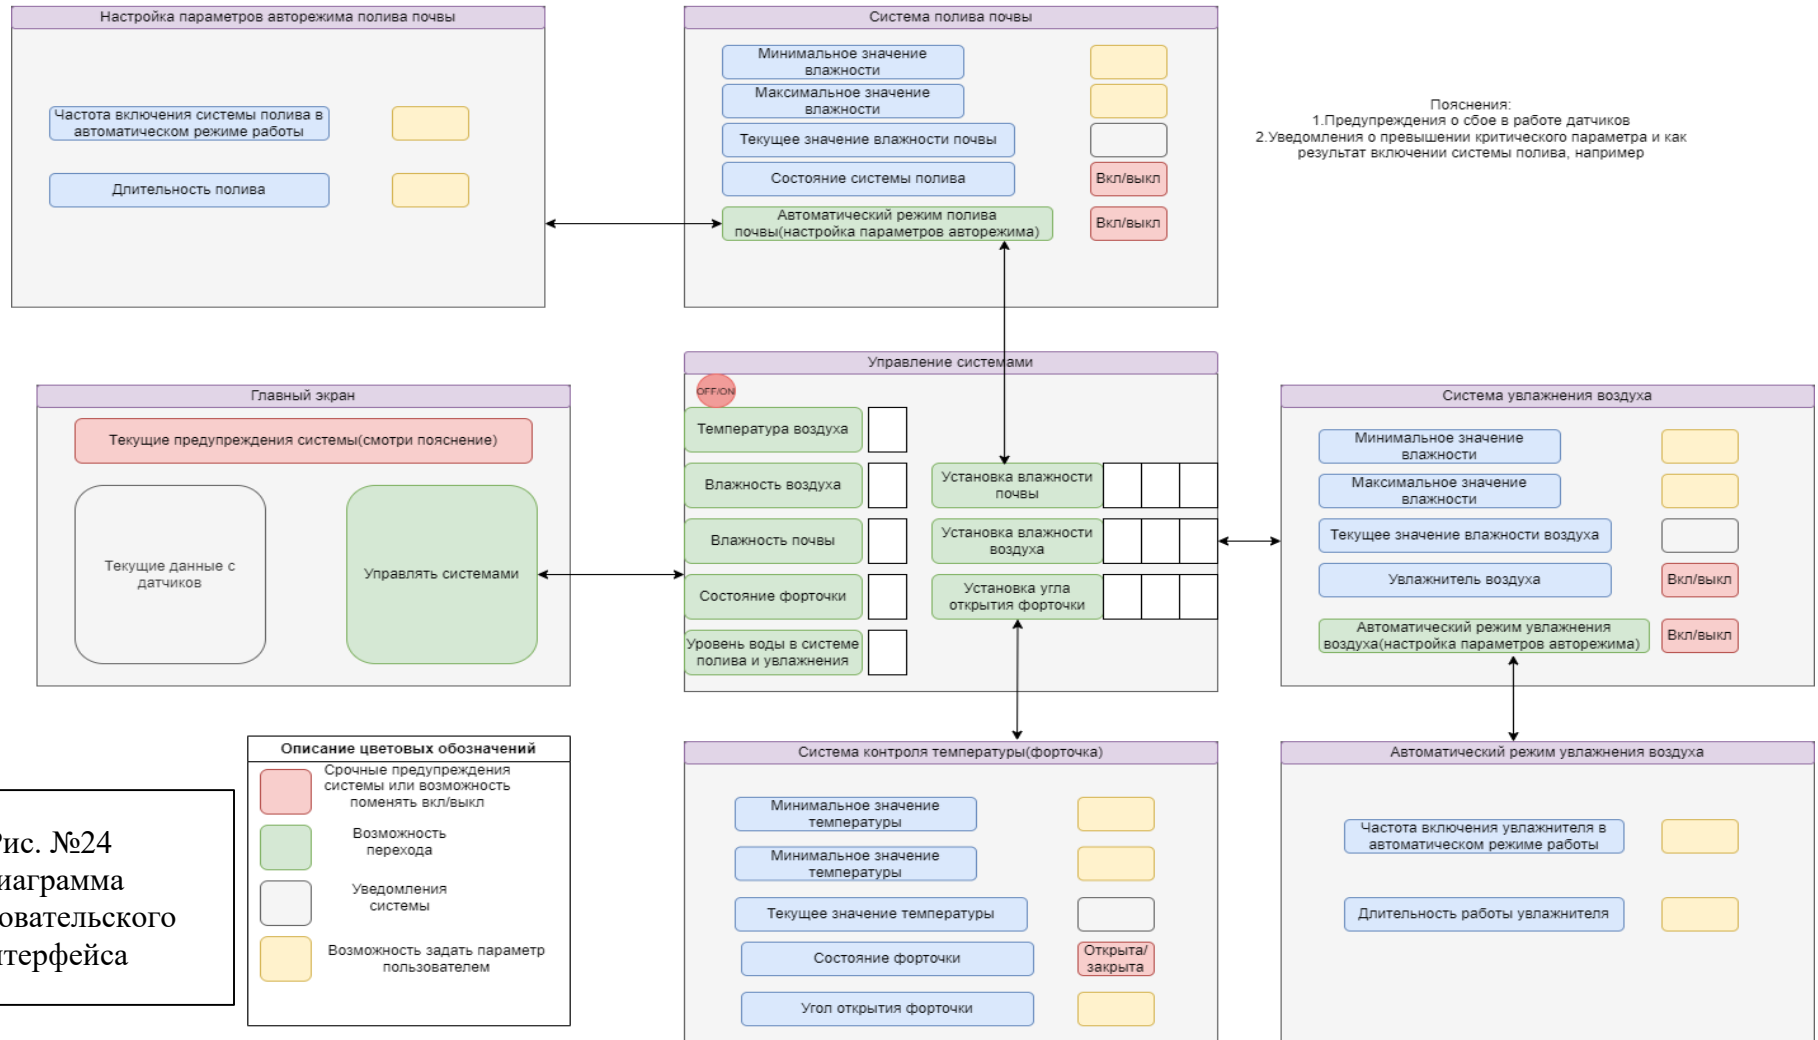 Настройка параметров авторежима полива почвы
Частота включения системы полива в
автоматическом режиме работы
Длительность полива
Система полива почвы
Минимальное значение
влажности
Максимальное значение
влажности
Текущее значение влажности почвы
Состояние системы полива
Вкл/выкл
Автоматический режим полива
почвы(настройка параметров авторежима)
Вкл/выкл
Пояснения:
1.Предупреждения о сбое в работе датчиков
2.Уведомления о превышении критического параметра и как
результат включении системы полива, например
Главный экран
Текущие предупреждения системы(смотри пояснение)
Текущие данные с
датчиков
Управлять системами
Управление системами
OFF/ON
Температура воздуха
Влажность воздуха
Влажность почвы
Состояние форточки
Уровень воды в системе
полива и увлажнения
Установка влажности
почвы
Установка влажности
воздуха
Установка угла
открытия форточки
Система увлажнения воздуха
Минимальное значение
влажности
Максимальное значение
влажности
Текущее значение влажности воздуха
Увлажнитель воздуха
Вкл/выкл
Автоматический режим увлажнения
воздуха(настройка параметров авторежима)
Вкл/выкл
Рис. №24
иаграмма
овательского
нтерфейса
Описание цветовых обозначений
Срочные предупреждения
системы или возможность
поменять вкл/выкл
Возможность
перехода
Уведомления
системы
Возможность задать параметр
пользователем
Система контроля температуры(форточка)
Минимальное значение
температуры
Минимальное значение
температуры
Текущее значение температуры
Состояние форточки
Открыта/
закрыта
Угол открытия форточки
Автоматический режим увлажнения воздуха
Частота включения увлажнителя в
автоматическом режиме работы
Длительность работы увлажнителя